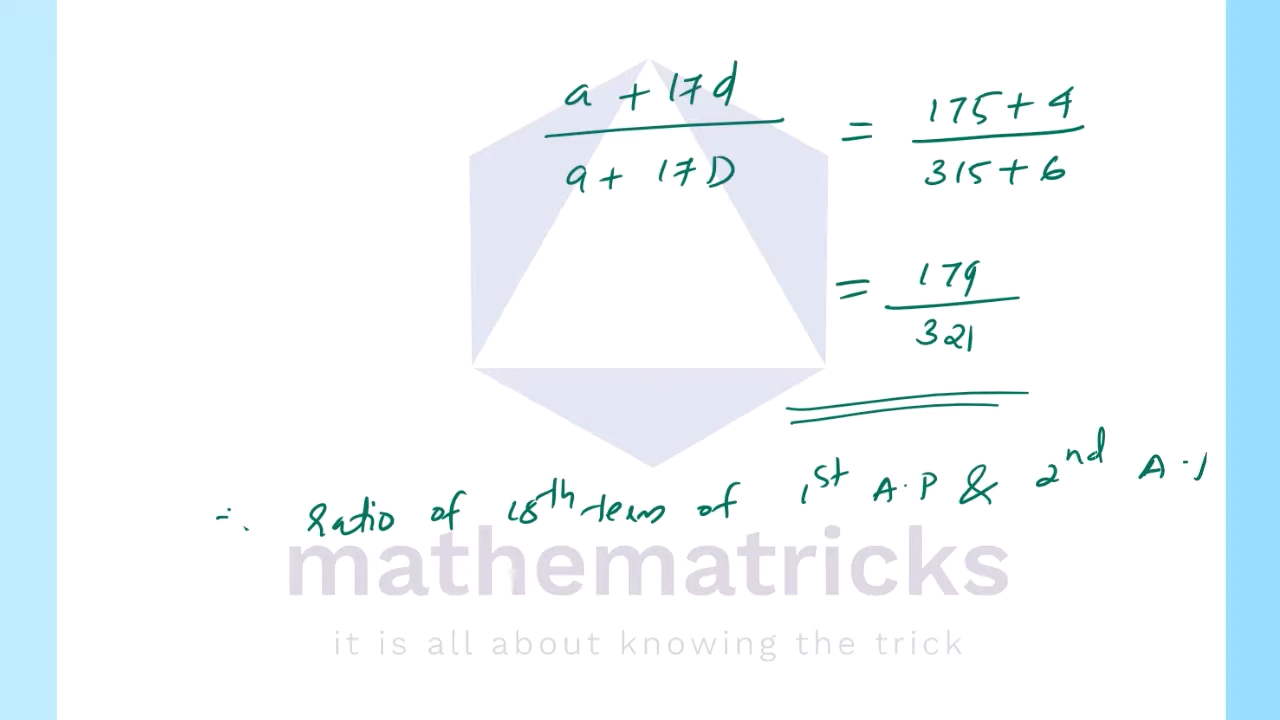 a + 17d / a + 17D = 175 + 4 / 315 + 6
= 179 / 321
∴ Ratio of 18th term of 1st A.P & 2nd A.
mathematricks
it is all about knowing the trick